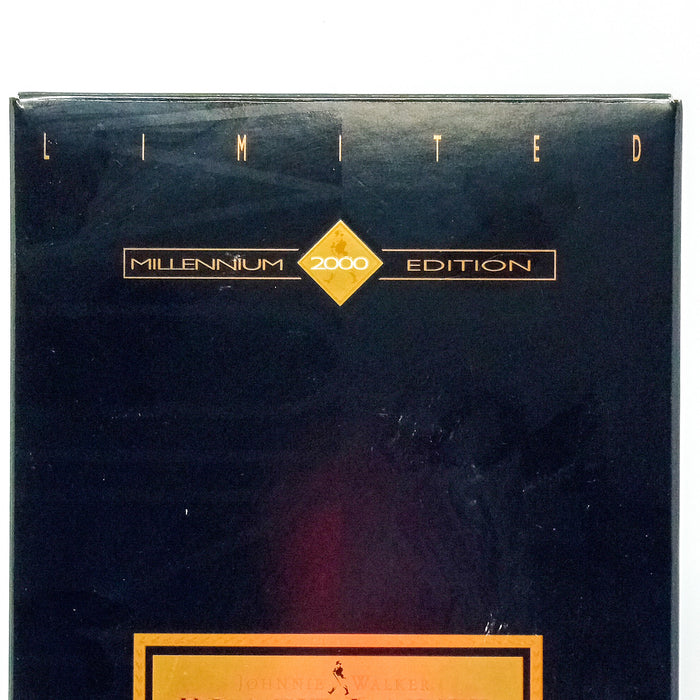 LIMITED
MILLENNIUM 2000 EDITION
JOHNNIE WALKER